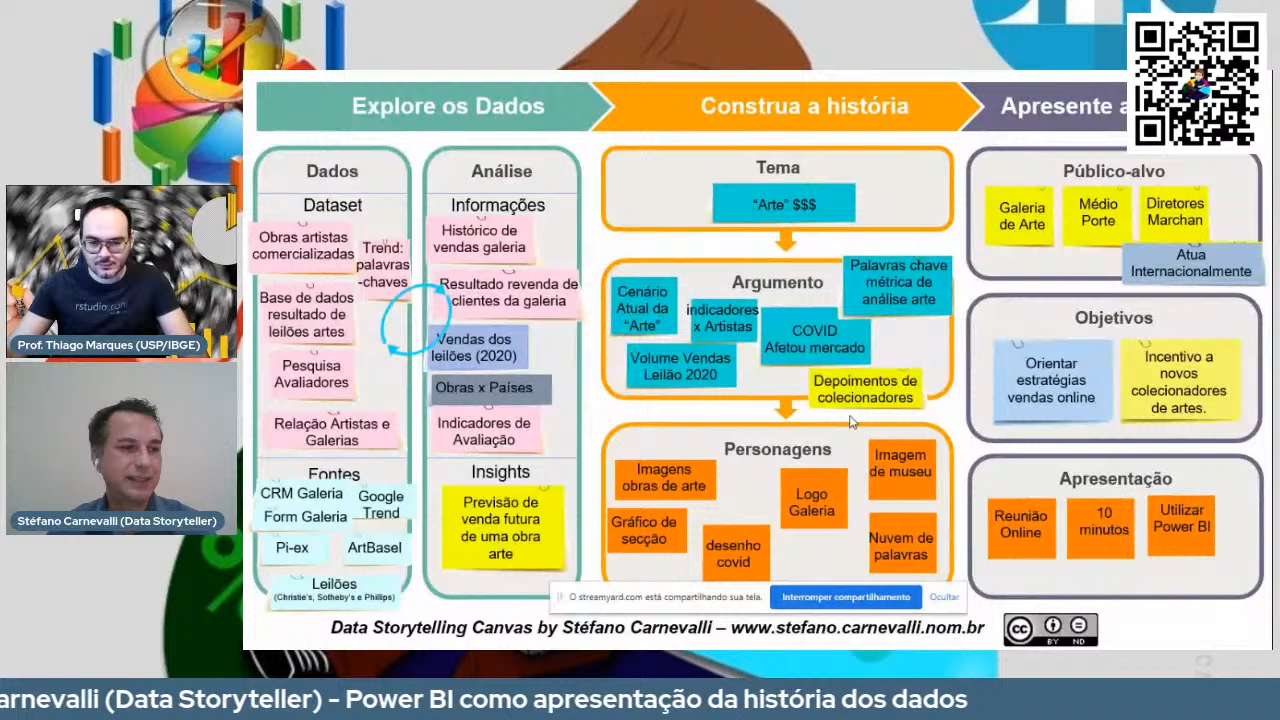 Explore os Dados
Construa a história
Apresente a
Dados
Dataset
Obras artistas
comercializadas
Trend:
palavras
-chaves
Base de dados
resultado de
leilões artes
Pesquisa
Avaliadores
Relação Artistas e
Galerias
Fontes
CRM Galeria
Google
Trend
Form Galeria
Pi-ex
ArtBasel
Leilões
(Christie's, Sotheby's e Phillips)
Análise
Informações
Histórico de
vendas galeria
Resultado revenda de
clientes da galeria
Vendas dos
leilões (2020)
Obras x Países
Indicadores de
Avaliação
Insights
Previsão de
venda futura
de uma obra
arte
Tema
“Arte” $$$
Argumento
Cenário
Atual da
“Arte”
indicadores
x Artistas
Palavras chave
métrica de
análise arte
COVID
Afetou mercado
Volume Vendas
Leilão 2020
Depoimentos de
colecionadores
Personagens
Imagens
obras de arte
Imagem
de museu
Logo
Galeria
Gráfico de
secção
desenho
covid
Nuvem de
palavras
Público-alvo
Galeria
de Arte
Médio
Porte
Diretores
Marchan
Atua
Internacionalmente
Objetivos
Orientar
estratégias
vendas online
Incentivo a
novos
colecionadores
de artes.
Apresentação
Reunião
Online
10
minutos
Utilizar
Power BI
O streamyard.com está compartilhando sua tela.
Interromper compartilhamento
Ocultar
Data Storytelling Canvas by Stéfano Carnevalli – www.stefano.carnevalli.nom.br
cc
BY ND
rstudio.com
Prof. Thiago Marques (USP/IBGE)
Stéfano Carnevalli (Data Storyteller)
arnevalli (Data Storyteller) - Power BI como apresentação da história dos dados